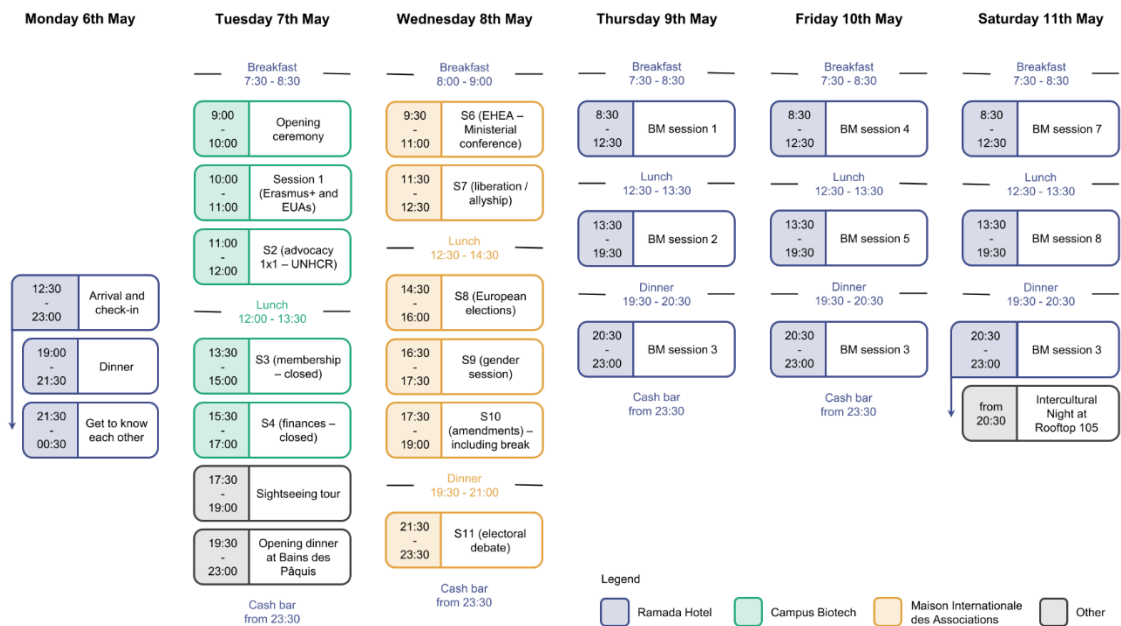 Monday 6th May
12:30
-
23:00
Arrival and
check-in
19:00
-
21:30
Dinner
21:30
-
00:30
Get to know
each other
Tuesday 7th May
Breakfast
7:30 - 8:30
9:00
-
10:00
Opening
ceremony
10:00
-
11:00
Session 1
(Erasmus+ and
EUAs)
11:00
-
12:00
S2 (advocacy
1x1 – UNHCR)
Lunch
12:00 - 13:30
13:30
-
15:00
S3 (membership
– closed)
15:30
-
17:00
S4 (finances –
closed)
17:30
-
19:00
Sightseeing tour
19:30
-
23:00
Opening dinner
at Bains des
Pâquis
Cash bar
from 23:30
Wednesday 8th May
Breakfast
8:00 - 9:00
9:30
-
11:00
S6 (EHEA –
Ministerial
conference)
11:30
-
12:30
S7 (liberation /
allyship)
Lunch
12:30 - 14:30
14:30
-
16:00
S8 (European
elections)
16:30
-
17:30
S9 (gender
session)
17:30
-
19:00
S10
(amendments) –
including break
Dinner
19:30 - 21:00
21:30
-
23:30
S11 (electoral
debate)
Cash bar
from 23:30
Thursday 9th May
Breakfast
7:30 - 8:30
8:30
-
12:30
BM session 1
Lunch
12:30 - 13:30
13:30
-
19:30
BM session 2
Dinner
19:30 - 20:30
20:30
-
23:00
BM session 3
Cash bar
from 23:30
Friday 10th May
Breakfast
7:30 - 8:30
8:30
-
12:30
BM session 4
Lunch
12:30 - 13:30
13:30
-
19:30
BM session 5
Dinner
19:30 - 20:30
20:30
-
23:00
BM session 3
Cash bar
from 23:30
Saturday 11th May
Breakfast
7:30 - 8:30
8:30
-
12:30
BM session 7
Lunch
12:30 - 13:30
13:30
-
19:30
BM session 8
Dinner
19:30 - 20:30
20:30
-
23:00
BM session 3
from
20:30
Intercultural
Night at
Rooftop 105
Legend
Ramada Hotel
Campus Biotech
Maison Internationale
des Associations
Other